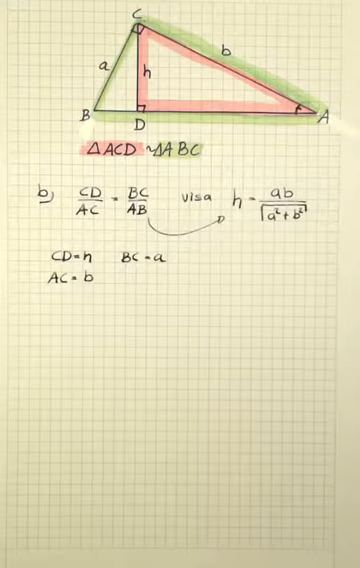 C
a h b
B D A
△ACD ~ △ABC
b) CD/AC = BC/AB visa h = ab/√(a²+b²)
CD=h BC=a
AC=b